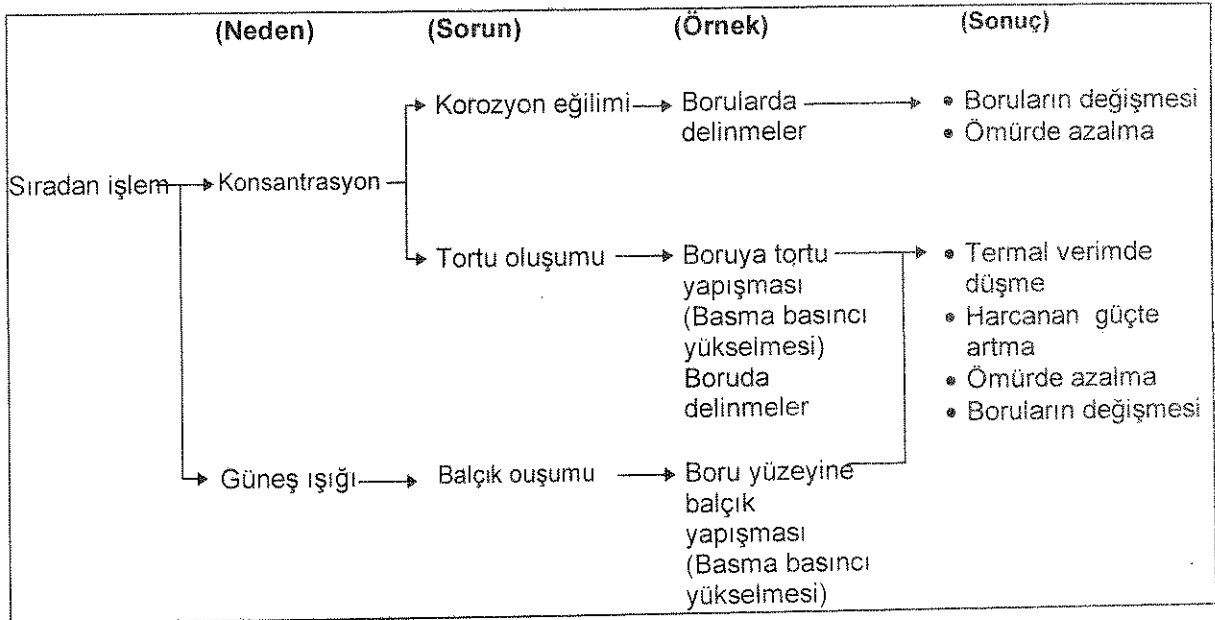 (Neden) (Sorun) (Örnek) (Sonuç)
Korozyon eğilimi Borularda delinmeler
• Boruların değişmesi
• Ömürde azalma
Sıradan işlem Konsantrasyon
Tortu oluşumu
Boruya tortu
yapışması
(Basma basıncı
yükselmesi)
Boruda
delinmeler
• Termal verimde
düşme
• Harcanan güçte
artma
• Ömürde azalma
• Boruların değişmesi
Güneş ışığı Balçık ouşumu
Boru yüzeyine
balçık
yapışması
(Basma basıncı
yükselmesi)